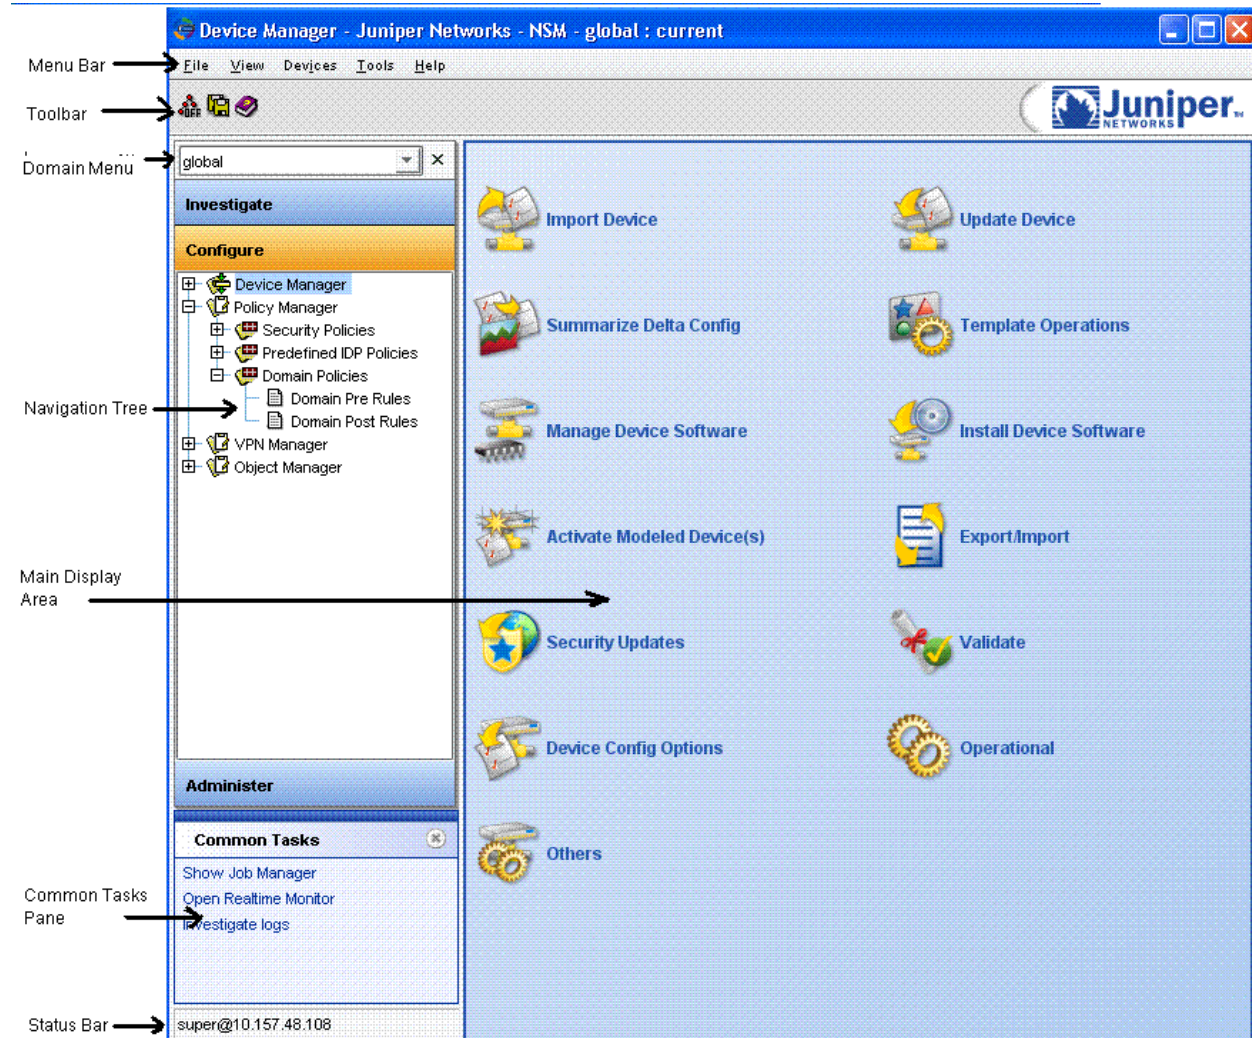 Device Manager - Juniper Networks - NSM - global : current
Menu Bar
File View Devices Tools Help
Toolbar
OFF
Juniper
NETWORKS
Domain Menu
global
Investigate
Configure
Device Manager
Policy Manager
Security Policies
Predefined IDP Policies
Domain Policies
Domain Pre Rules
Domain Post Rules
VPN Manager
Object Manager
Navigation Tree
Main Display
Area
Administer
Common Tasks
Show Job Manager
Open Realtime Monitor
Investigate logs
Common Tasks
Pane
Status Bar
super@10.157.48.108
Import Device
Update Device
Summarize Delta Config
Template Operations
Manage Device Software
Install Device Software
Activate Modeled Device(s)
Export/Import
Security Updates
Validate
Device Config Options
Operational
Others